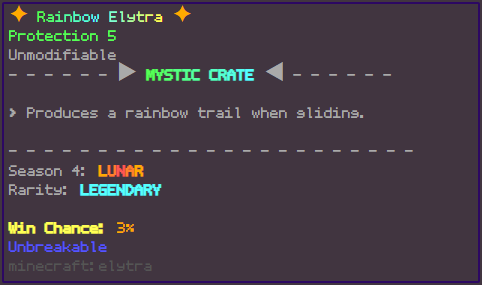 ✦ Rainbow Elytra ✦
Protection 5
Unmodifiable
- - - - - - ▶ MYSTIC CRATE ◀ - - - - - -
> Produces a rainbow trail when gliding.
- - - - - - - - - - - - - - - - - - - - - - - -
Season 4: LUNAR
Rarity: LEGENDARY
Win Chance: 3%
Unbreakable
minecraft:elytra